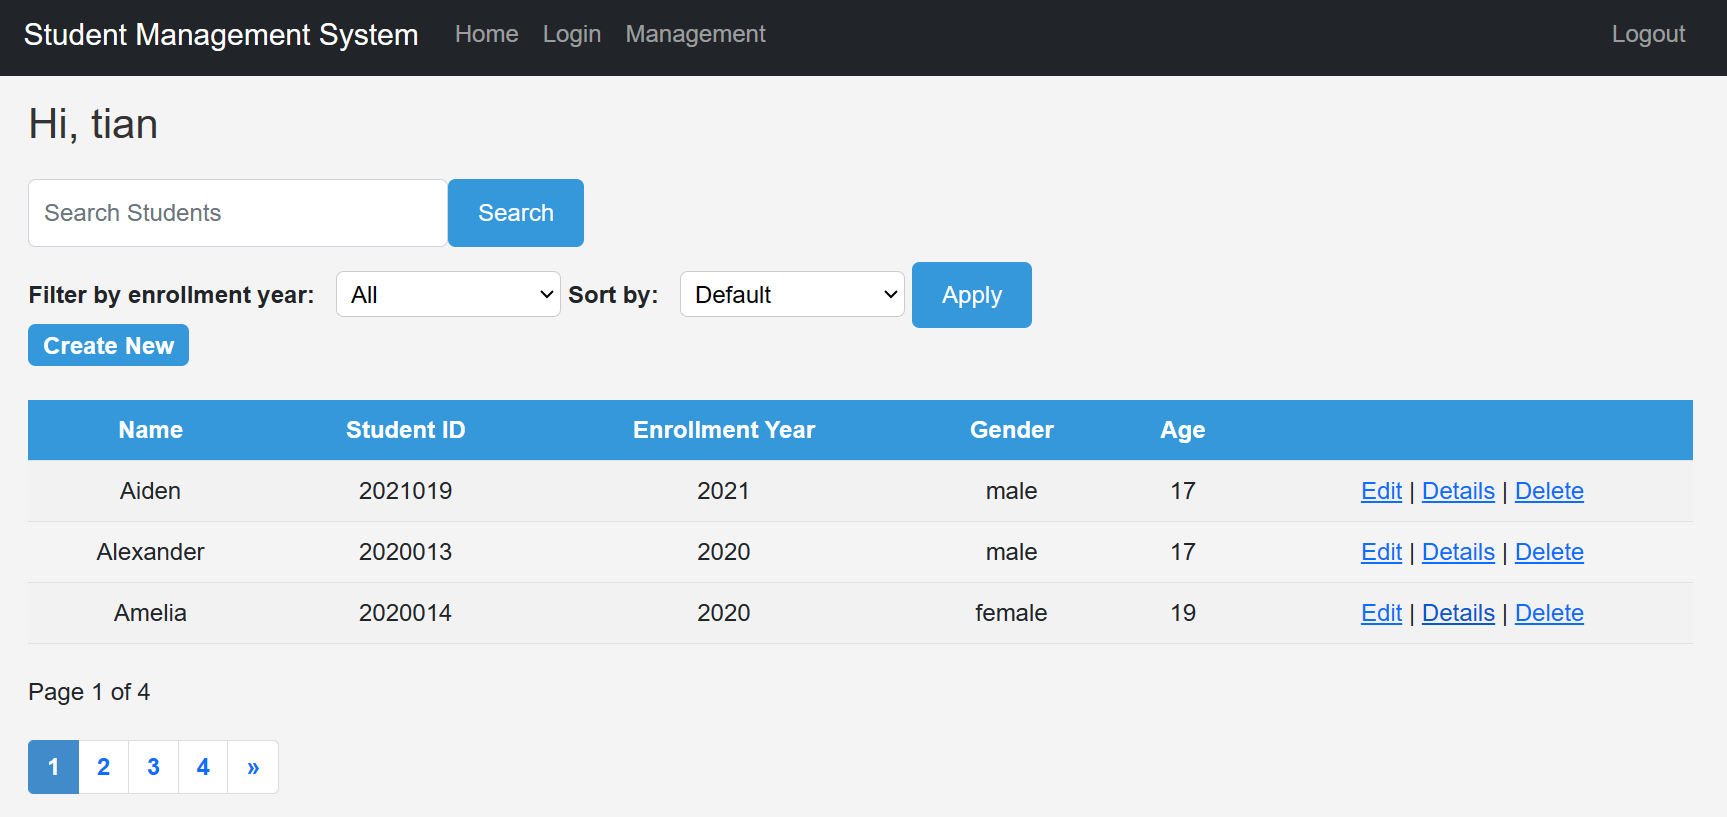 Student Management System Home Login Management Logout
Hi, tian
Search Students Search
Filter by enrollment year: All Sort by: Default Apply
Create New
Name Student ID Enrollment Year Gender Age
Aiden 2021019 2021 male 17 Edit | Details | Delete
Alexander 2020013 2020 male 17 Edit | Details | Delete
Amelia 2020014 2020 female 19 Edit | Details | Delete
Page 1 of 4
1 2 3 4 »